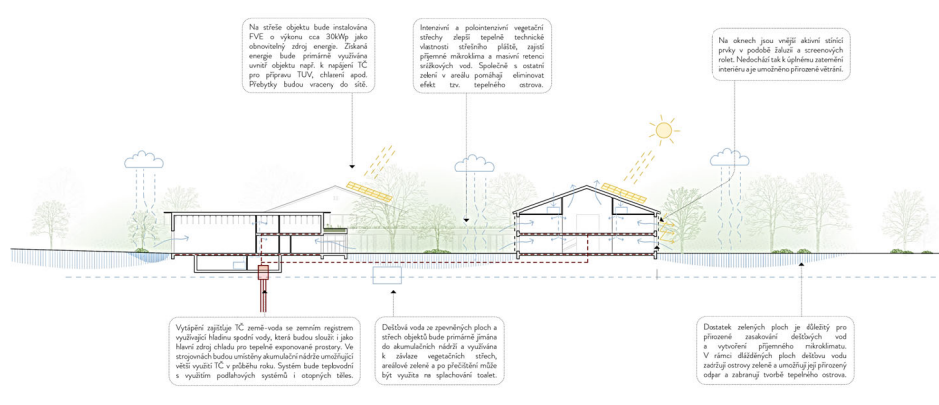 Na střeše objektu bude instalována
FVE o výkonu cca 30kWp jako
obnovitelný zdroj energie. Získaná
energie bude primárně využívána
uvnitř objektu např. k napájení TČ
pro přípravu TUV, chlazení apod.
Přebytky budou vraceny do sítě.
Intenzivní a polointenzivní vegetační
střechy zlepší tepelně technické
vlastnosti střešního pláště, zajistí
příjemné mikroklima a masivní retenci
srážkových vod. Společně s ostatní
zelení v areálu pomáhají eliminovat
efekt tzv. tepelného ostrova.
Na oknech jsou vnější aktivní stínící
prvky v podobě žaluzií a screenových
rolet. Nedochází tak k úplnému zatemění
interiéru a je umožněno přirozené větrání.
Vytápění zajišťuje TČ země-voda se zemním registrem
využívající hladinu spodní vody, která budou sloužit i jako
hlavní zdroj chladu pro tepelně exponované prostory. Ve
strojovnách budou umístěny akumulační nádrže umožňující
větší využití TČ v průběhu roku. System bude teplovodní
s využitím podlahových systémů i otopných těles.
Dešťová voda ze zpevněných ploch a
střech objektů bude primárně jímána
do akumulačních nádrží a využívána
k závlaze vegetačních střech,
areálové zeleně a po přečištění může
být využita na splachování toalet.
Dostatek zelených ploch je důležitý pro
přirozené zasakování dešťových vod
a vytvoření příjemného mikroklimatu.
V rámci dlážděných ploch dešťovu vodu
zadržují ostrovy zeleně a umožňují její přirozený
odpar a zabraňují tvorbě tepelného ostrova.